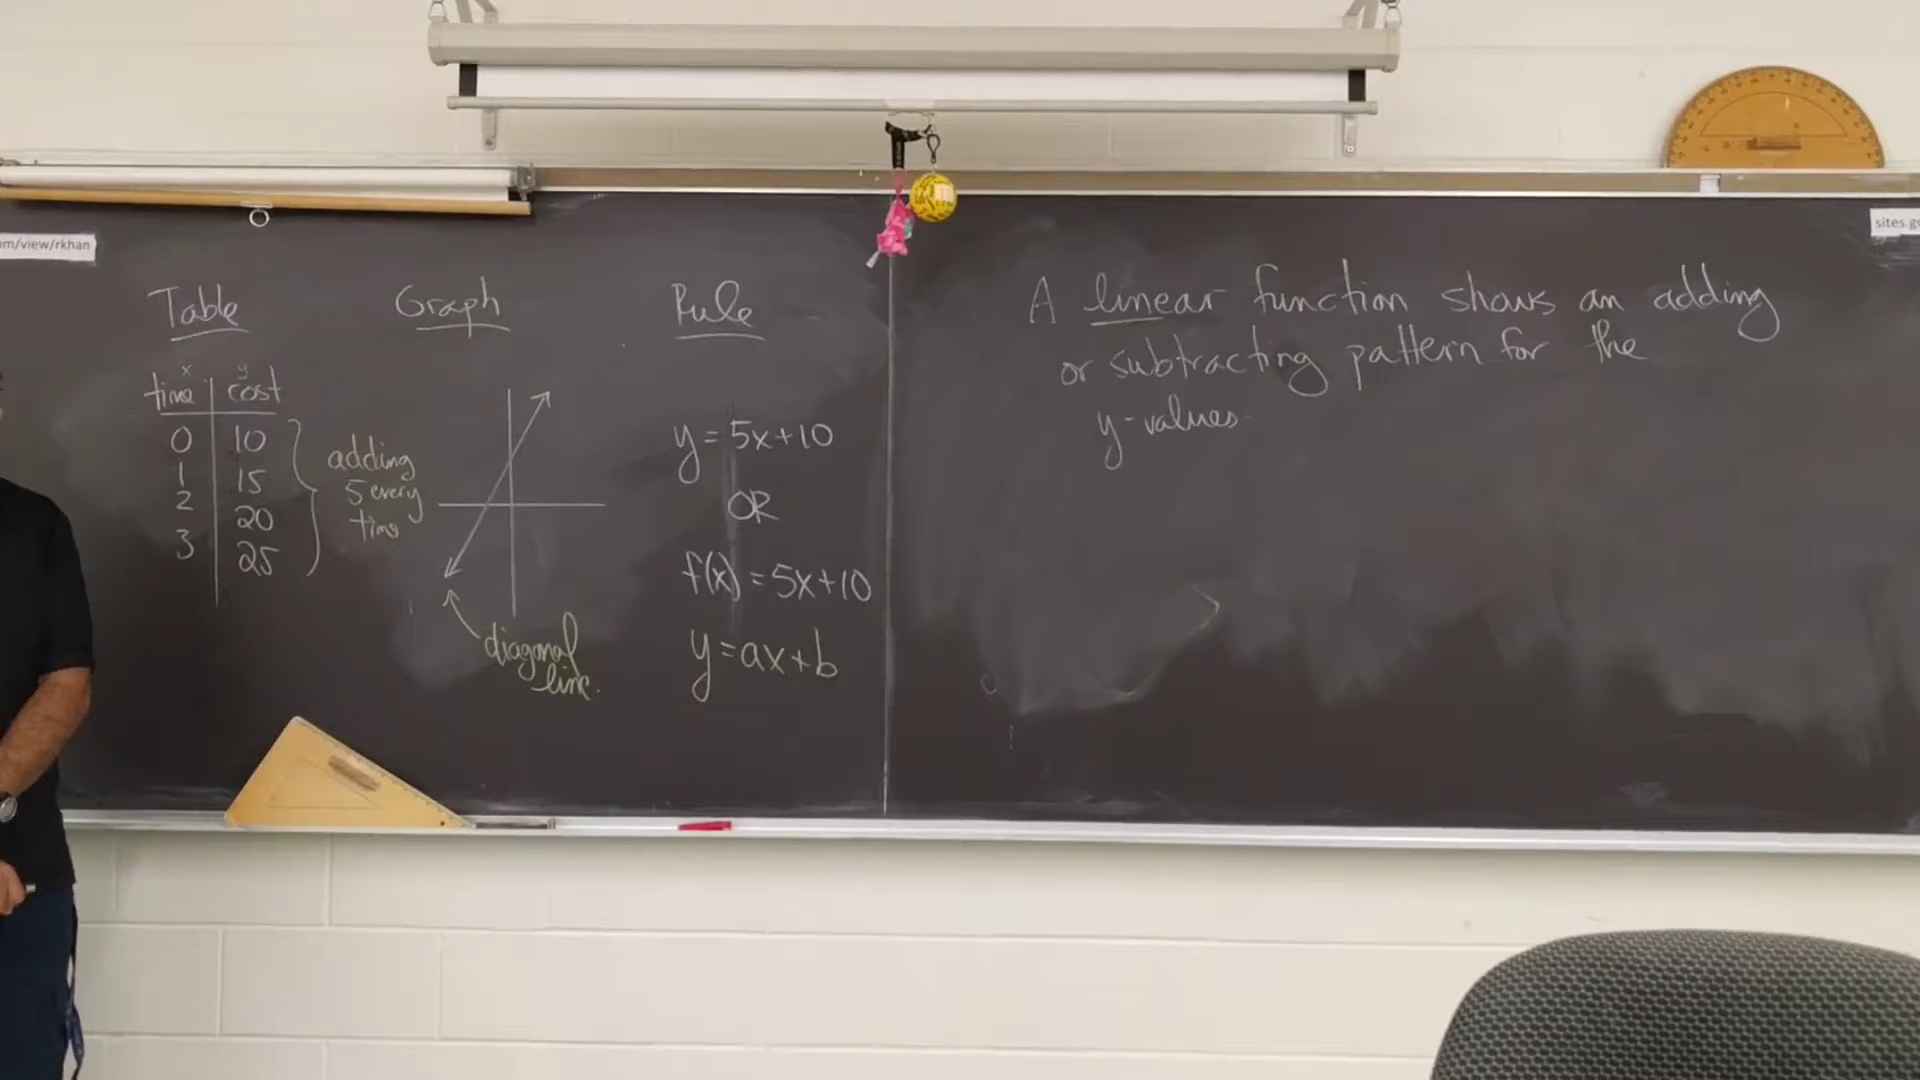 om/view/rkhan
Table
x y
time cost
0 10
1 15
2 20
3 25
adding
5 every
time
Graph
diagonal
line.
Rule
y = 5x+10
OR
f(x) = 5x+10
y = ax+b
A linear function shows an adding
or subtracting pattern for the
y-values.
sites.g